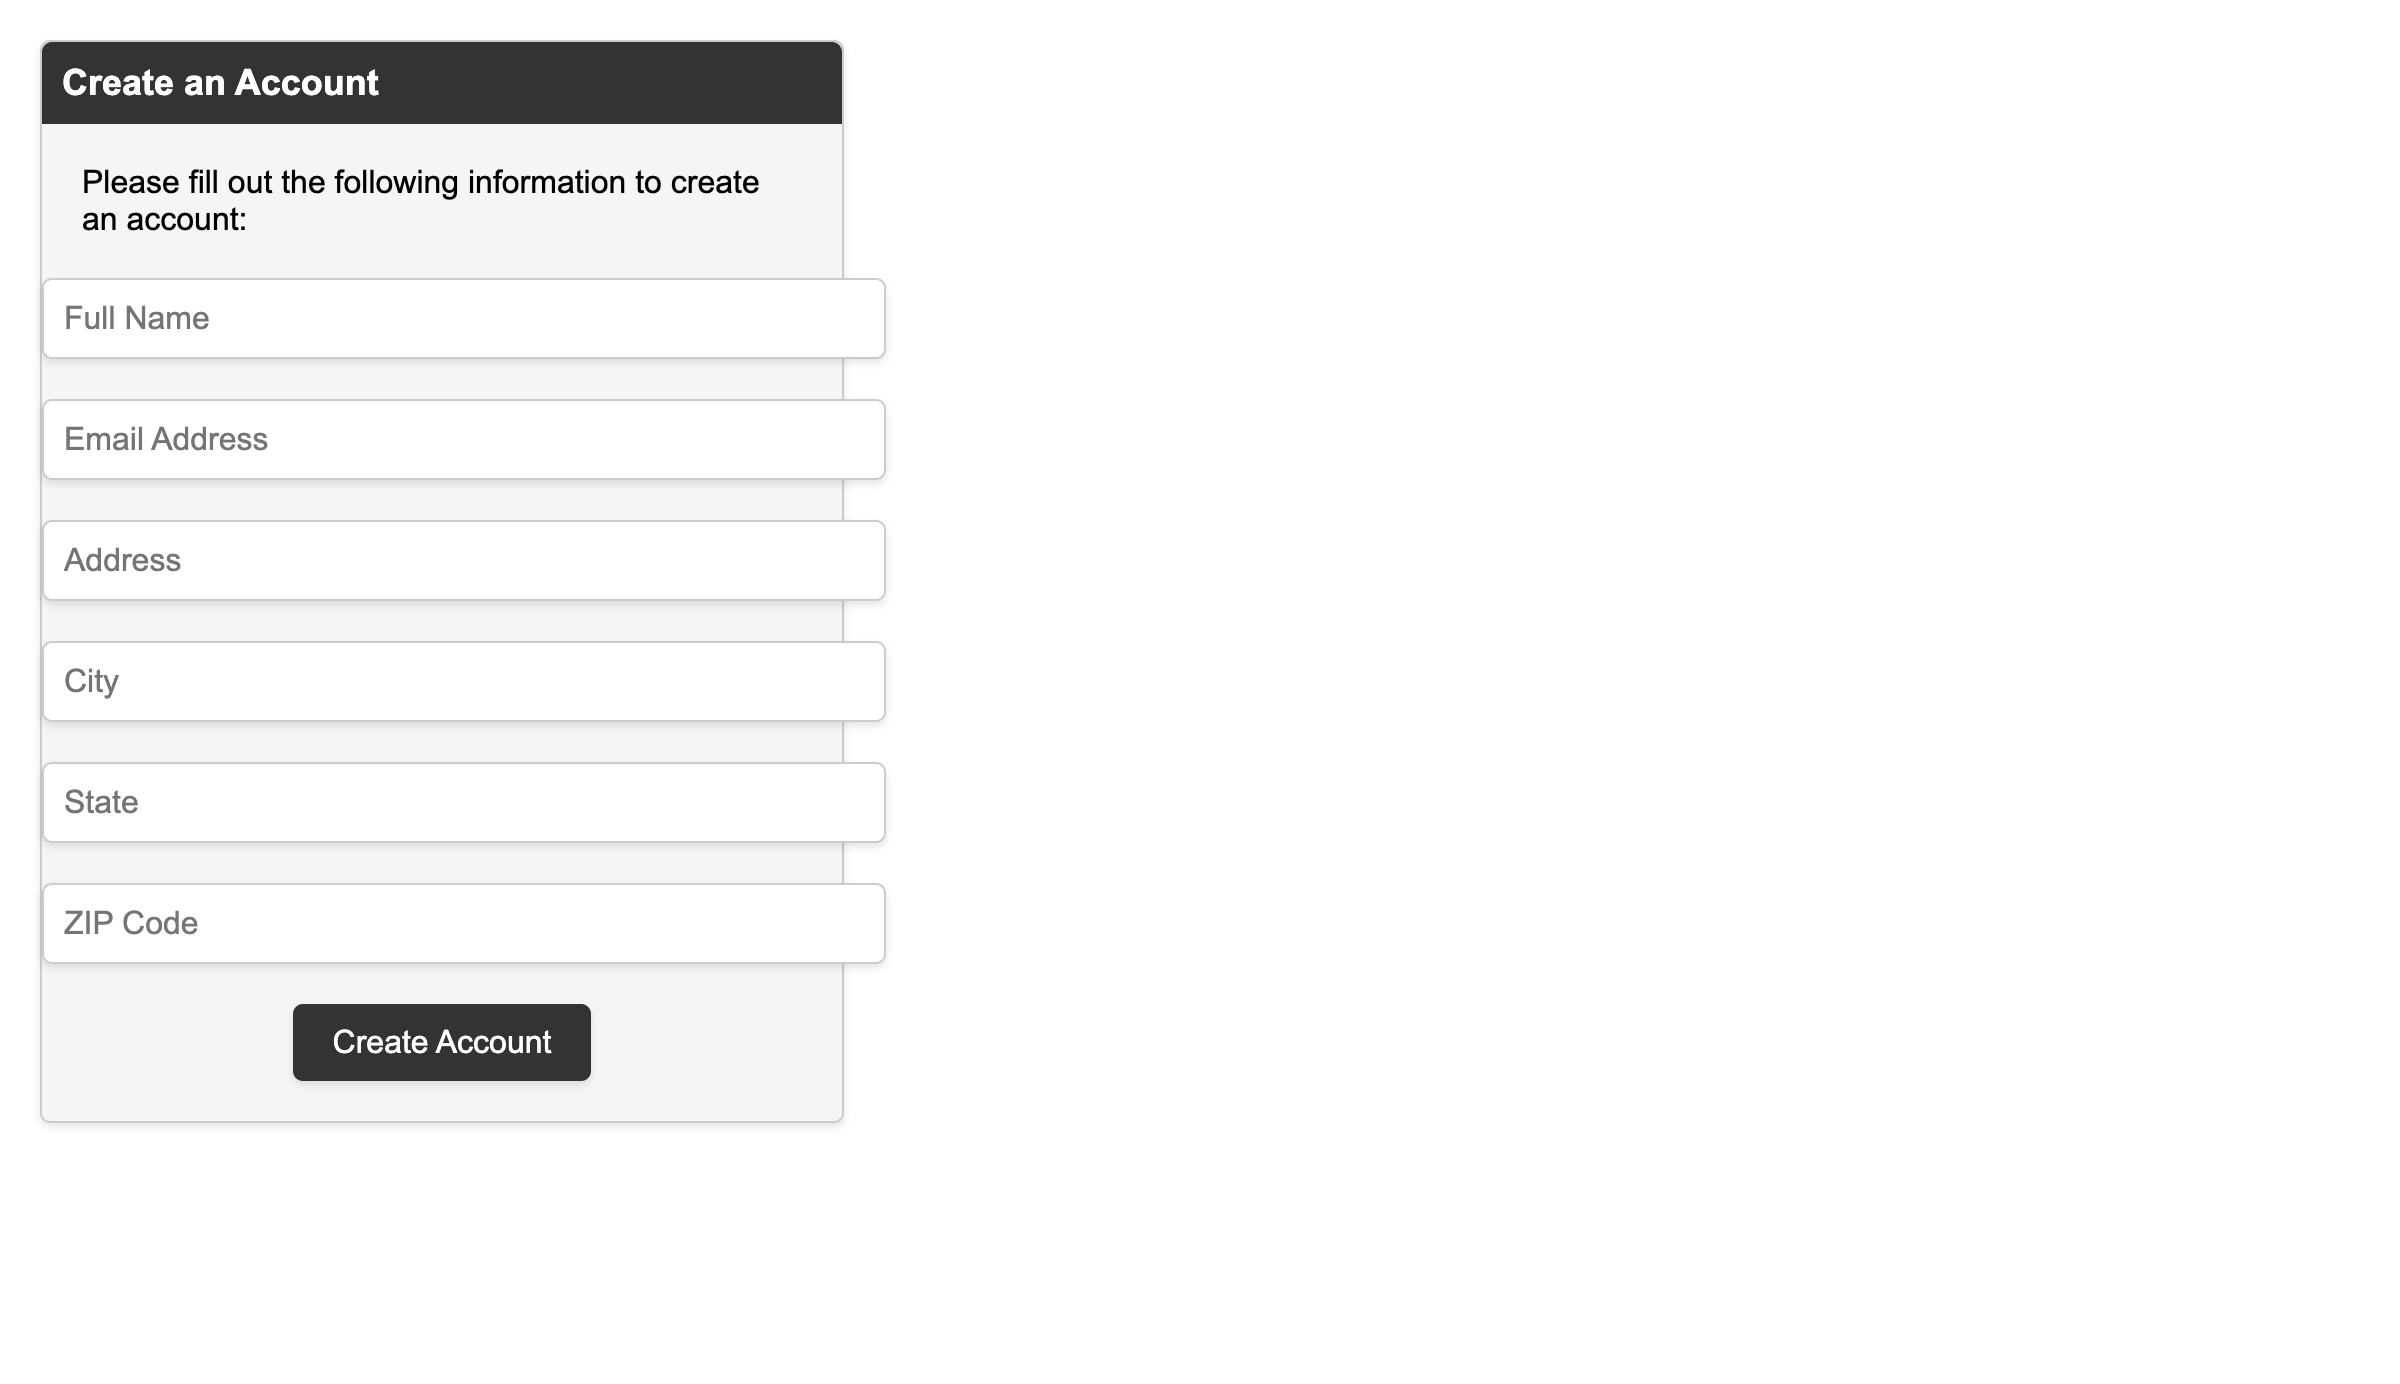 Create an Account
Please fill out the following information to create
an account:
Full Name
Email Address
Address
City
State
ZIP Code
Create Account